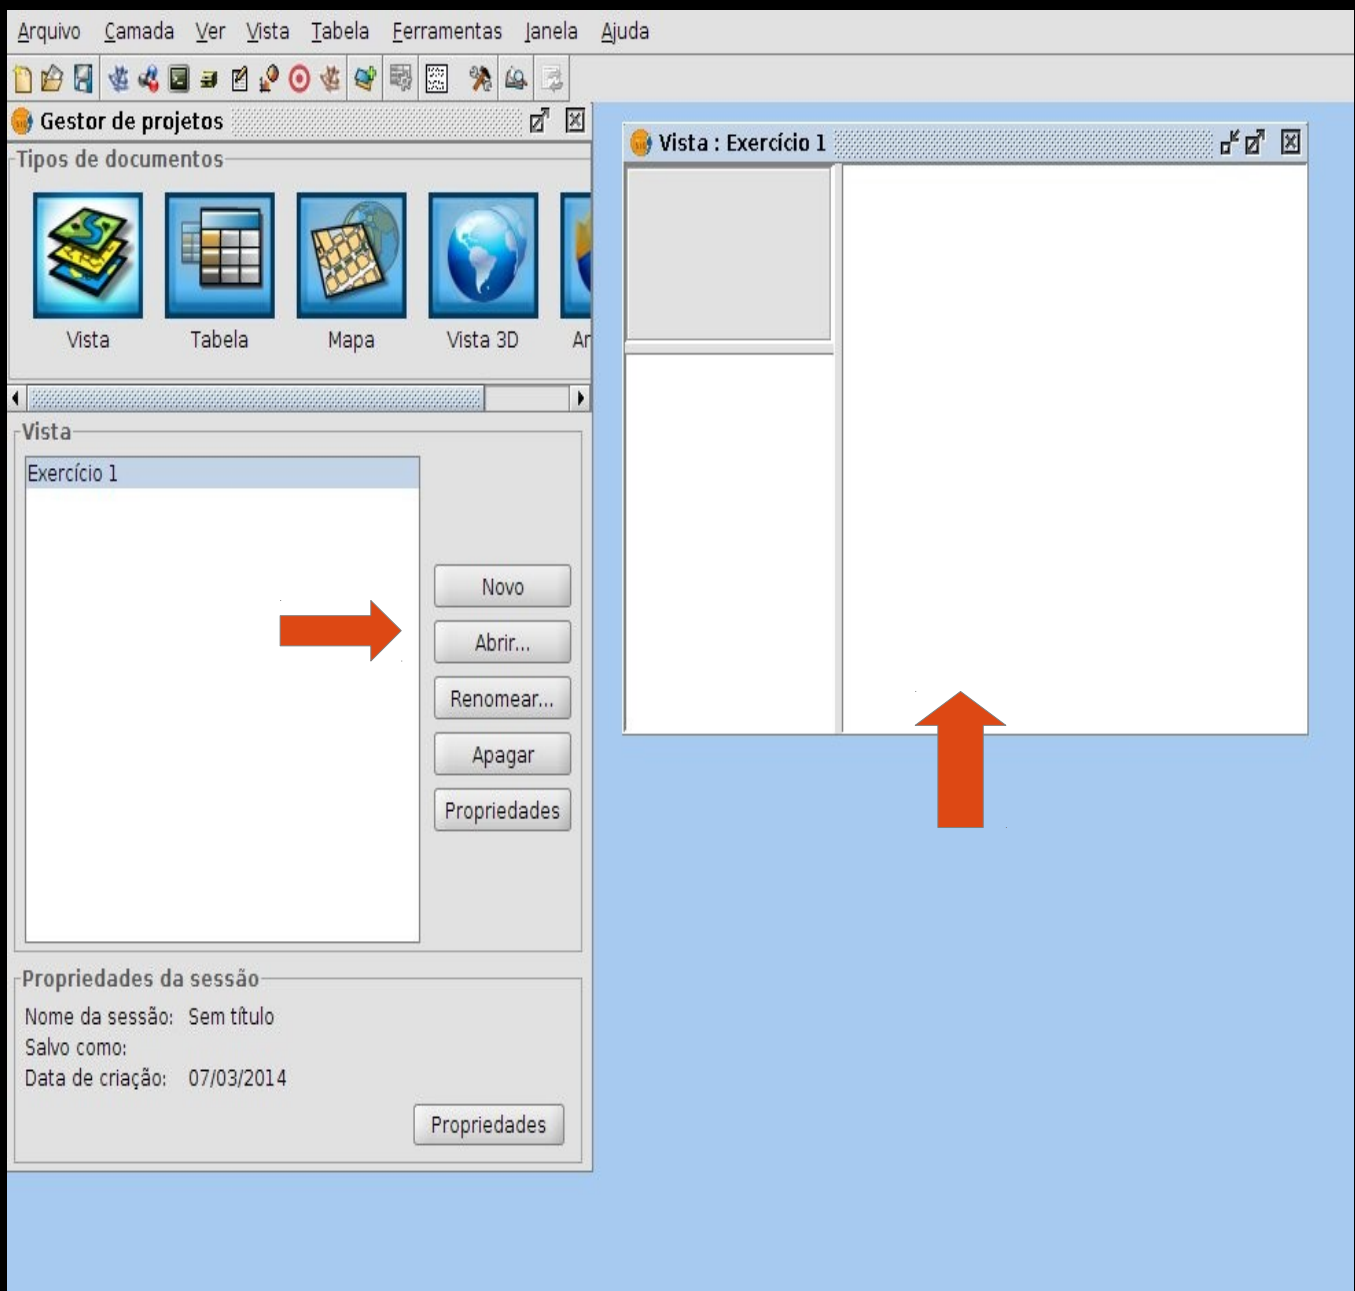 Arquivo Camada Ver Vista Tabela Ferramentas Janela Ajuda
Gestor de projetos
Tipos de documentos
Vista Tabela Mapa Vista 3D Ar
Vista
Exercício 1
Novo
Abrir...
Renomear...
Apagar
Propriedades
Propriedades da sessão
Nome da sessão: Sem título
Salvo como:
Data de criação: 07/03/2014
Propriedades
Vista : Exercício 1